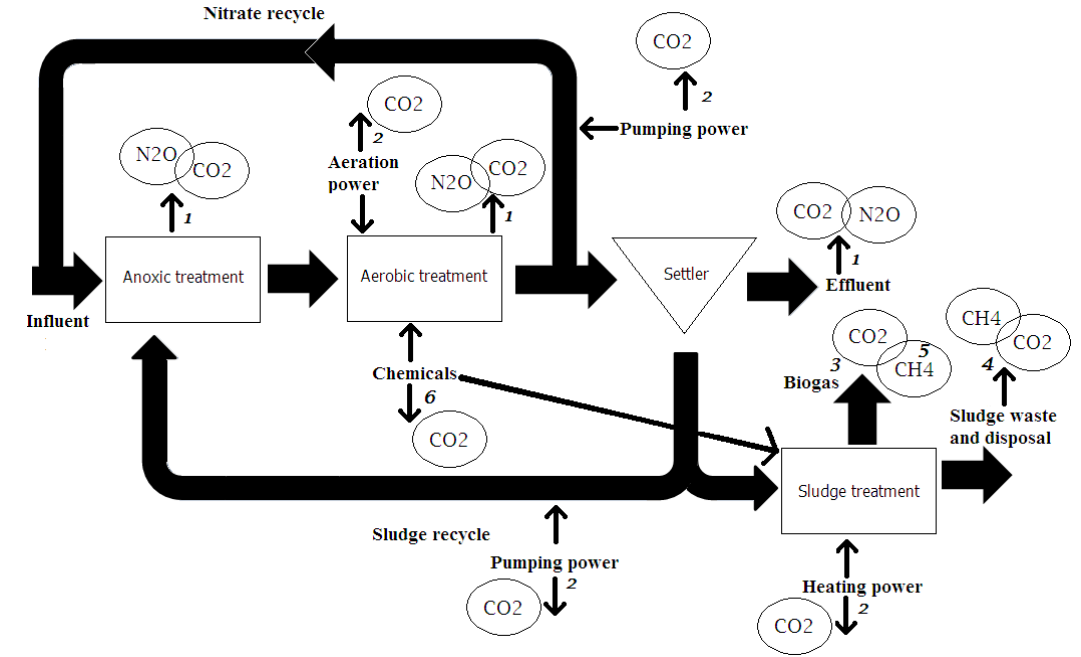 Nitrate recycle
CO2
2
Pumping power
CO2
2
Aeration
power
N2O
CO2
1
N2O
CO2
1
CO2
N2O
1
Effluent
Anoxic treatment
Aerobic treatment
Settler
Influent
Chemicals
6
CO2
CO2
5
CH4
3
Biogas
CH4
CO2
4
Sludge waste
and disposal
Sludge treatment
Sludge recycle
Pumping power
2
CO2
Heating power
2
CO2